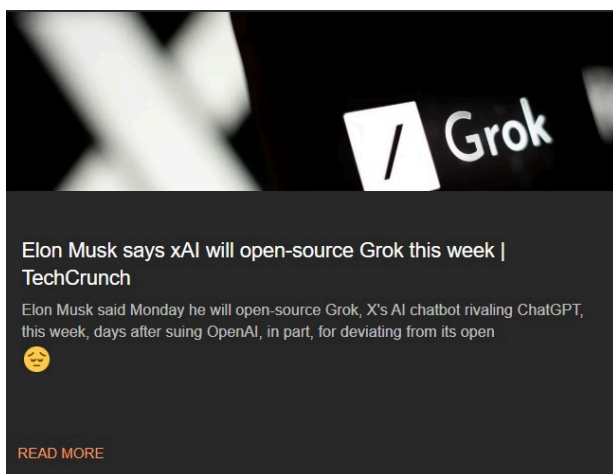 Grok
Elon Musk says xAI will open-source Grok this week |
TechCrunch
Elon Musk said Monday he will open-source Grok, X's AI chatbot rivaling ChatGPT,
this week, days after suing OpenAI, in part, for deviating from its open
😔
READ MORE